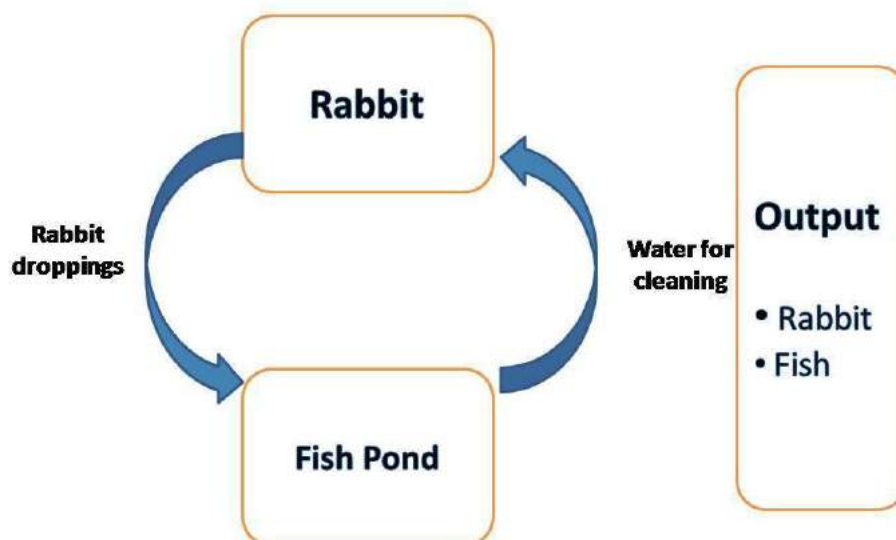 Rabbit
Rabbit
droppings
Water for
cleaning
Fish Pond
Output
• Rabbit
• Fish